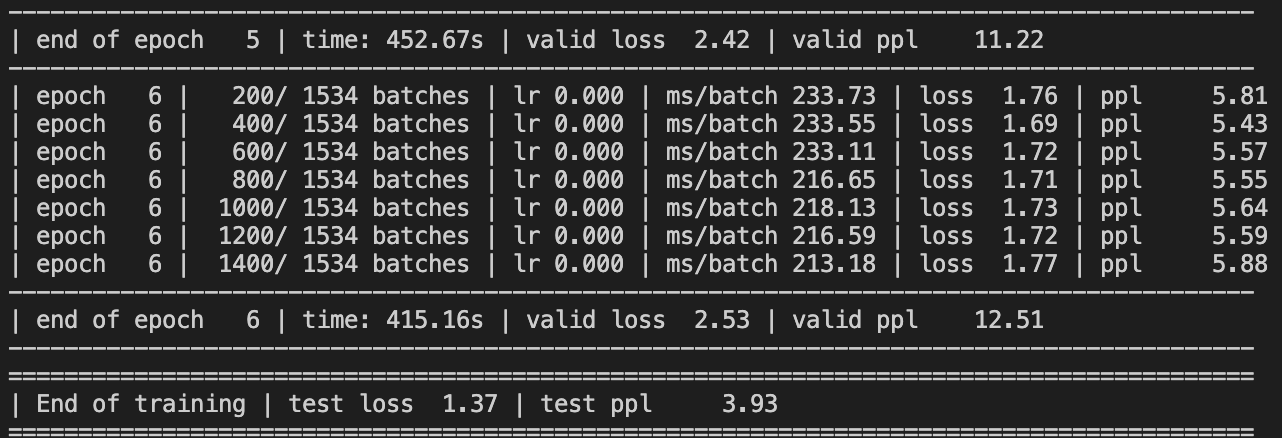 -----------------------------------------------------------------------------------------
| end of epoch   5 | time: 452.67s | valid loss  2.42 | valid ppl    11.22
-----------------------------------------------------------------------------------------
| epoch   6 |   200/ 1534 batches | lr 0.000 | ms/batch 233.73 | loss  1.76 | ppl     5.81
| epoch   6 |   400/ 1534 batches | lr 0.000 | ms/batch 233.55 | loss  1.69 | ppl     5.43
| epoch   6 |   600/ 1534 batches | lr 0.000 | ms/batch 233.11 | loss  1.72 | ppl     5.57
| epoch   6 |   800/ 1534 batches | lr 0.000 | ms/batch 216.65 | loss  1.71 | ppl     5.55
| epoch   6 |  1000/ 1534 batches | lr 0.000 | ms/batch 218.13 | loss  1.73 | ppl     5.64
| epoch   6 |  1200/ 1534 batches | lr 0.000 | ms/batch 216.59 | loss  1.72 | ppl     5.59
| epoch   6 |  1400/ 1534 batches | lr 0.000 | ms/batch 213.18 | loss  1.77 | ppl     5.88
-----------------------------------------------------------------------------------------
| end of epoch   6 | time: 415.16s | valid loss  2.53 | valid ppl    12.51
-----------------------------------------------------------------------------------------
=========================================================================================
| End of training | test loss  1.37 | test ppl     3.93
=========================================================================================